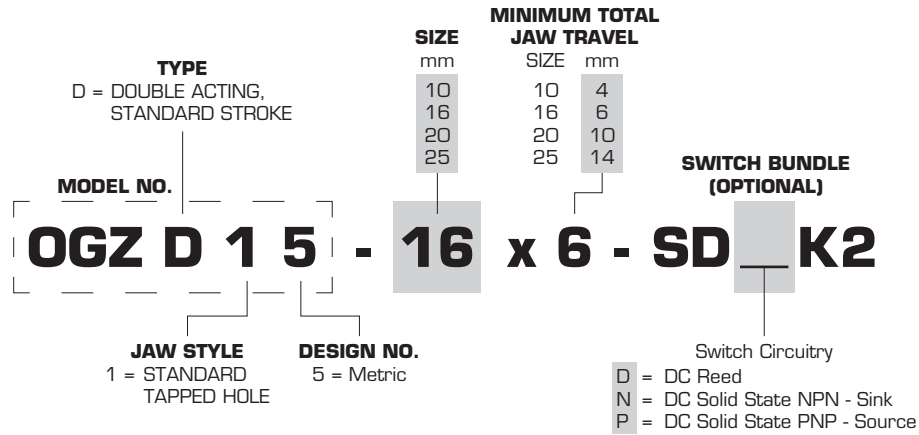 MINIMUM TOTAL
JAW TRAVEL
SIZE
mm
10
16
20
25
SIZE mm
10 4
16 6
20 10
25 14
TYPE
D = DOUBLE ACTING,
STANDARD STROKE
SWITCH BUNDLE
(OPTIONAL)
MODEL NO.
OGZ D 1 5 - 16 x 6 - SD__K2
JAW STYLE
1 = STANDARD
TAPPED HOLE
DESIGN NO.
5 = Metric
Switch Circuitry
D = DC Reed
N = DC Solid State NPN - Sink
P = DC Solid State PNP - Source